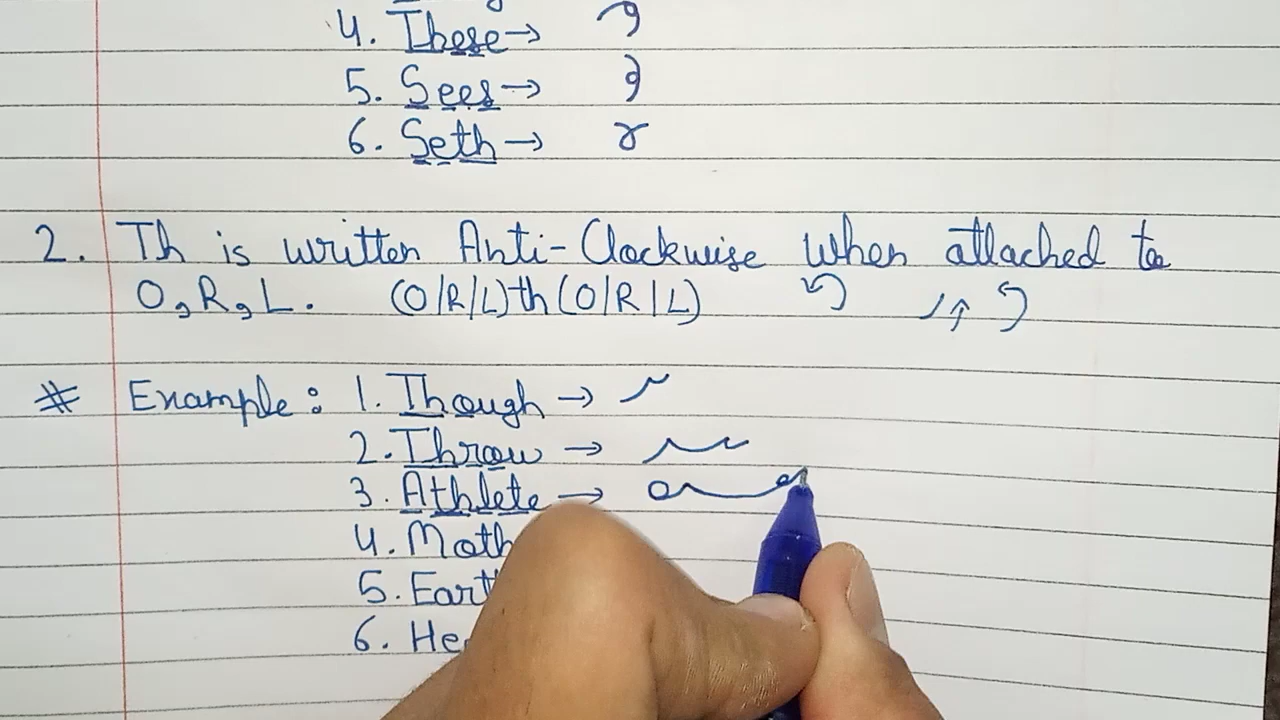 4. These →
5. Sees →
6. Seth →
2. Th is written Anti-Clockwise when attached to
O, R, L. (O/R/L)th(O/R/L)
# Example: 1. Though →
2. Throw →
3. Athlete →
4. Moth
5. Eart
6. He